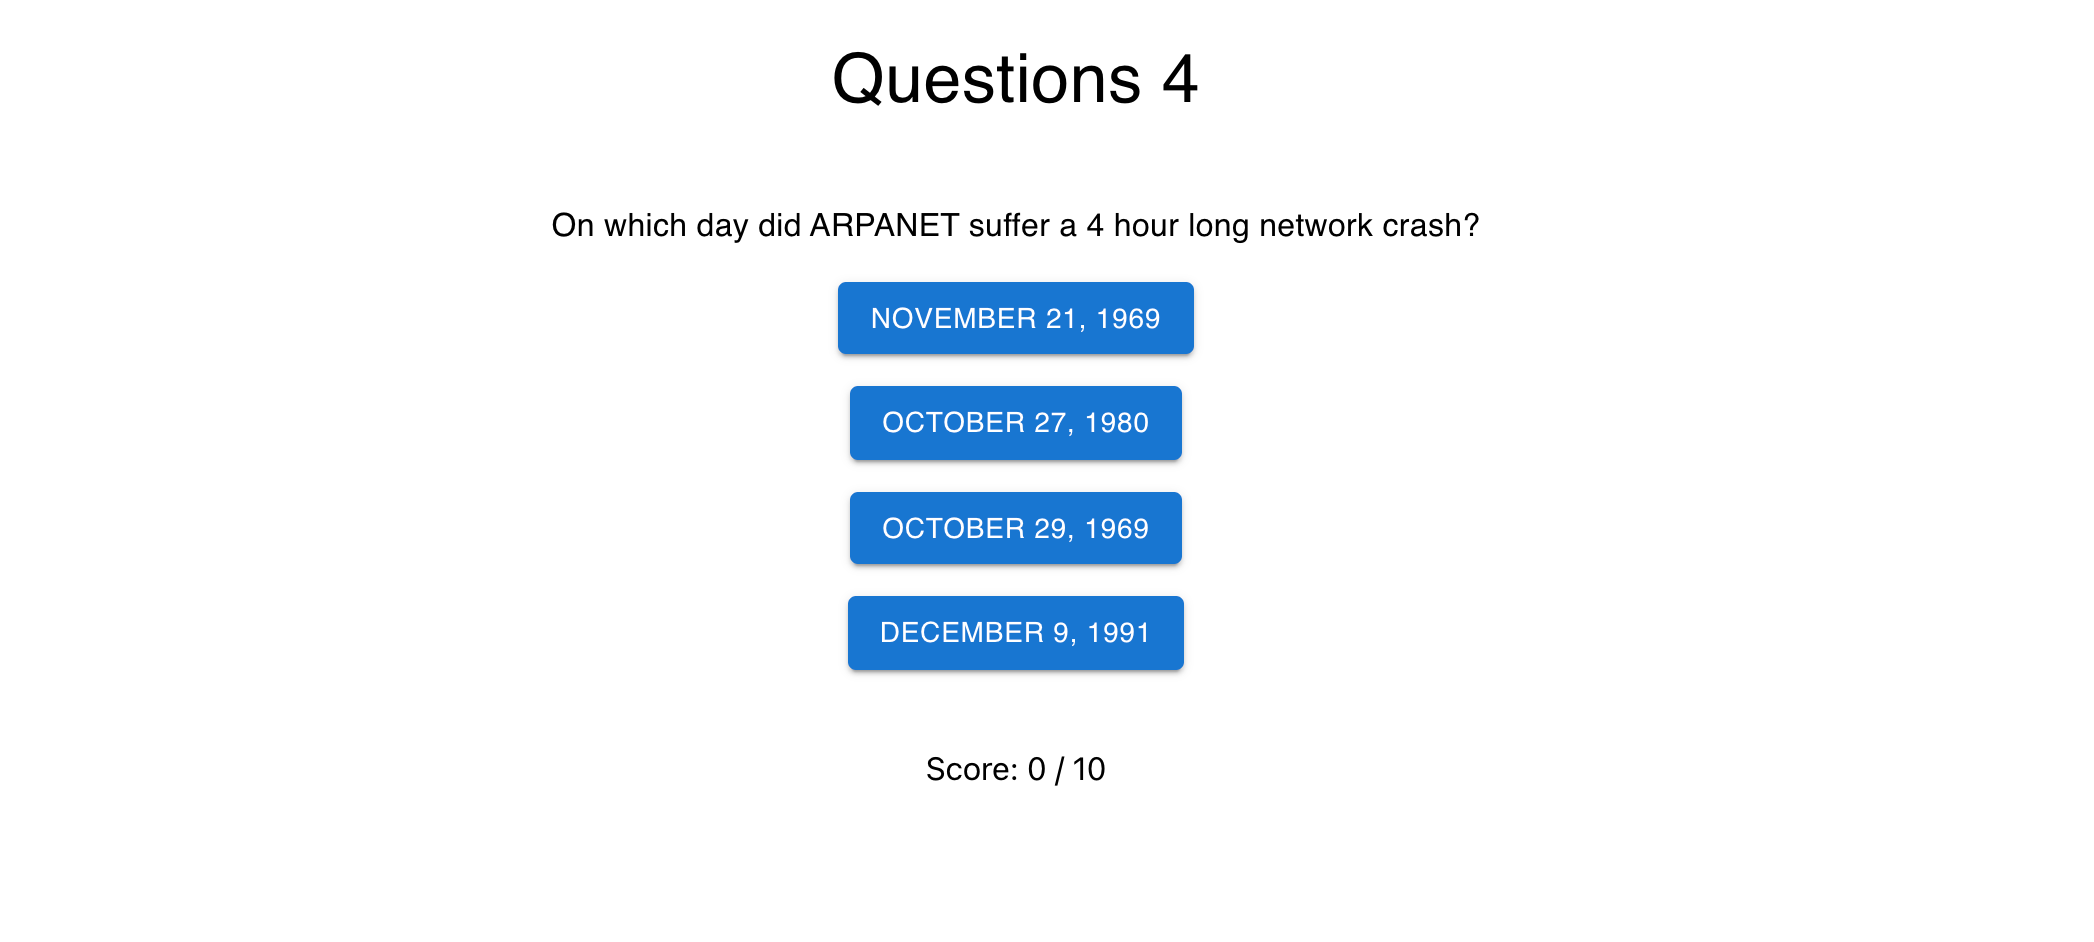 Questions 4
On which day did ARPANET suffer a 4 hour long network crash?
NOVEMBER 21, 1969
OCTOBER 27, 1980
OCTOBER 29, 1969
DECEMBER 9, 1991
Score: 0 / 10